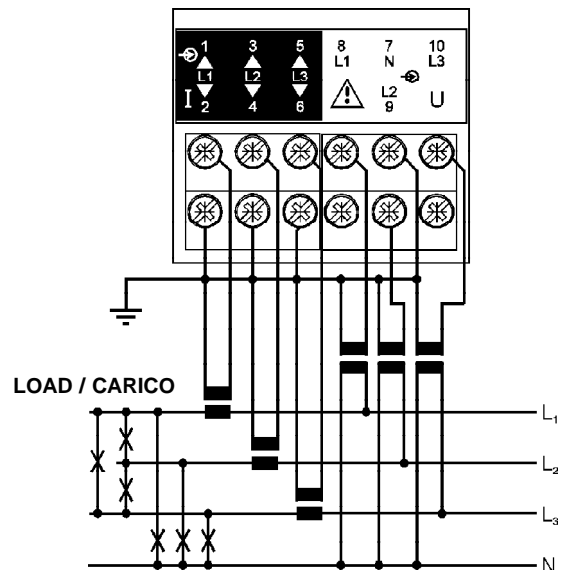 1 3 5 8 7 10
L1 N L3
L1 L2 L3
L2
I 2 4 6 9 U
LOAD / CARICO
L1
L2
L3
N